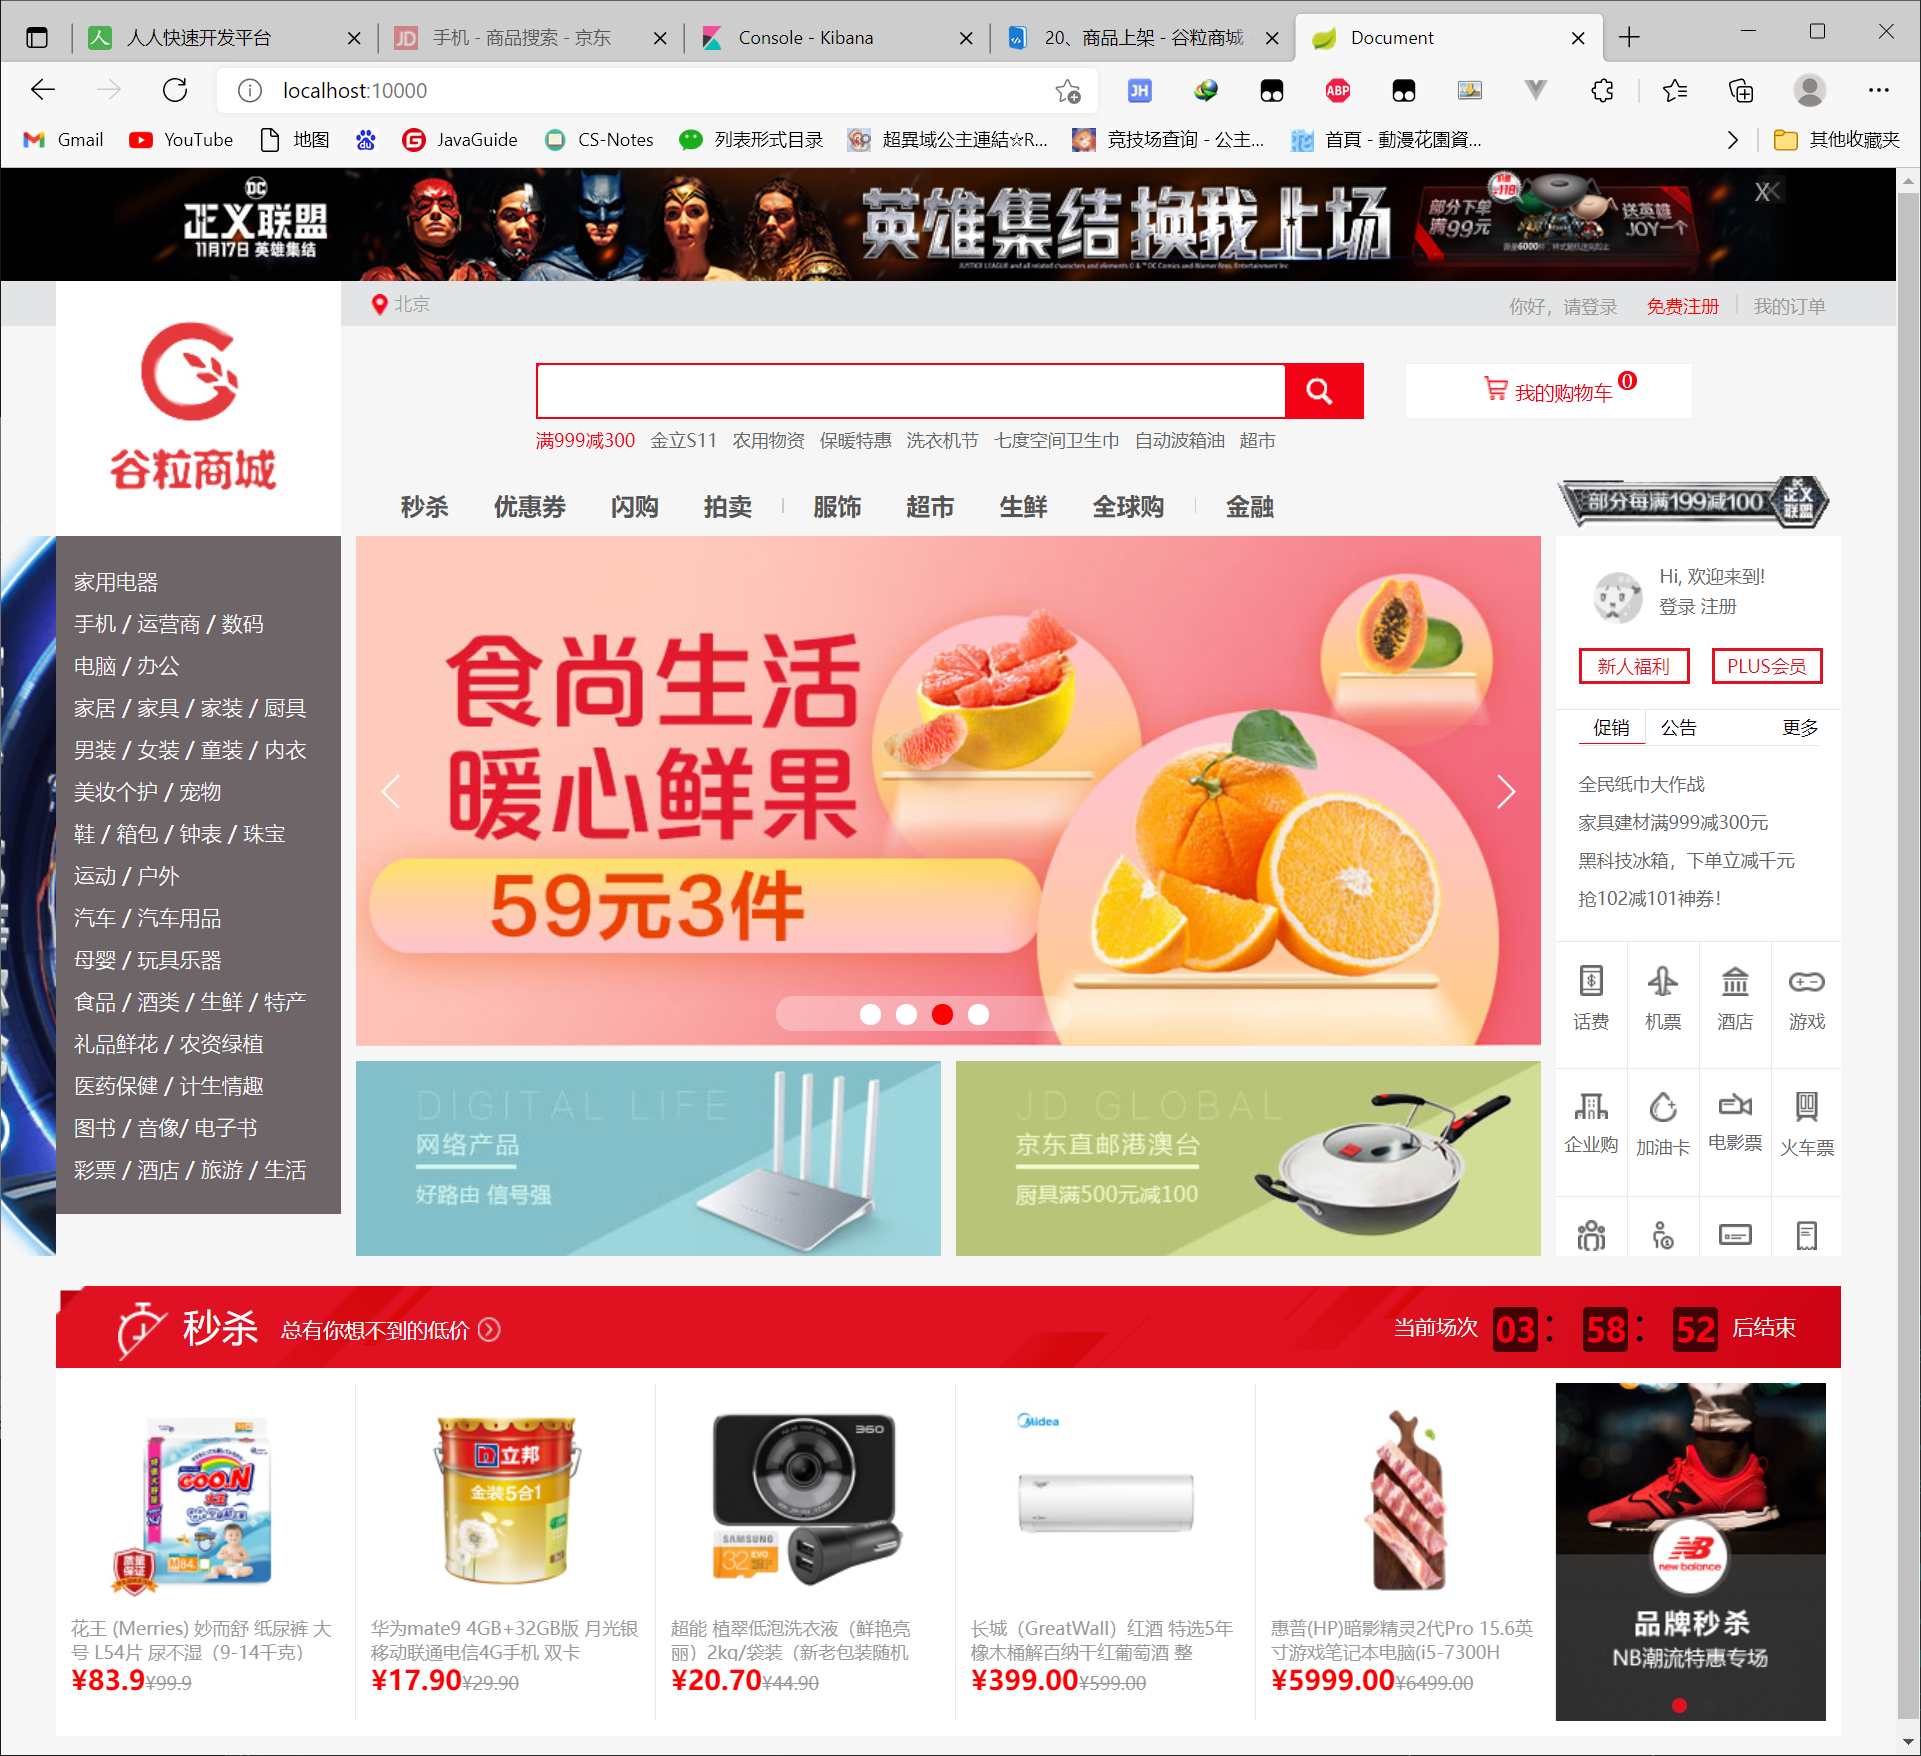 人人快速开发平台
手机 - 商品搜索 - 京东
Console - Kibana
20、商品上架 - 谷粒商城
Document
localhost:10000
Gmail
YouTube
地图
JavaGuide
CS-Notes
列表形式目录
超異域公主連結☆R...
竞技场查询 - 公主...
首頁 - 動漫花園資...
其他收藏夹
DC
正义联盟
11月17日 英雄集结
英雄集结 换我上场
部分下单
满99元
送英雄
JOY一个
X
北京
你好，请登录
免费注册
我的订单
谷粒商城
我的购物车 0
满999减300 金立S11 农用物资 保暖特惠 洗衣机节 七度空间卫生巾 自动波箱油 超市
秒杀 优惠券 闪购 拍卖 服饰 超市 生鲜 全球购 金融
部分每满199减100
正义联盟
家用电器
手机 / 运营商 / 数码
电脑 / 办公
家居 / 家具 / 家装 / 厨具
男装 / 女装 / 童装 / 内衣
美妆个护 / 宠物
鞋 / 箱包 / 钟表 / 珠宝
运动 / 户外
汽车 / 汽车用品
母婴 / 玩具乐器
食品 / 酒类 / 生鲜 / 特产
礼品鲜花 / 农资绿植
医药保健 / 计生情趣
图书 / 音像/ 电子书
彩票 / 酒店 / 旅游 / 生活
食尚生活
暖心鲜果
59元3件
DIGITAL LIFE
网络产品
好路由 信号强
JD GLOBAL
京东直邮港澳台
厨具满500元减100
Hi, 欢迎来到!
登录 注册
新人福利
PLUS会员
促销 公告 更多
全民纸巾大作战
家具建材满999减300元
黑科技冰箱，下单立减千元
抢102减101神券！
话费 机票 酒店 游戏
企业购 加油卡 电影票 火车票
秒杀 总有你想不到的低价
当前场次 03 : 58 : 52 后结束
GOO.N
M84
质量保证
立邦
金装5合1
360
SAMSUNG
32 EVO
Midea
花王 (Merries) 妙而舒 纸尿裤 大
号 L54片 尿不湿（9-14千克）
¥83.9¥99.9
华为mate9 4GB+32GB版 月光银
移动联通电信4G手机 双卡
¥17.90¥29.90
超能 植翠低泡洗衣液（鲜艳亮
丽）2kg/袋装（新老包装随机
¥20.70¥44.90
长城（GreatWall）红酒 特选5年
橡木桶解百纳干红葡萄酒 整
¥399.00¥599.00
惠普(HP)暗影精灵2代Pro 15.6英
寸游戏笔记本电脑(i5-7300H
¥5999.00¥6499.00
new balance
品牌秒杀
NB潮流特惠专场